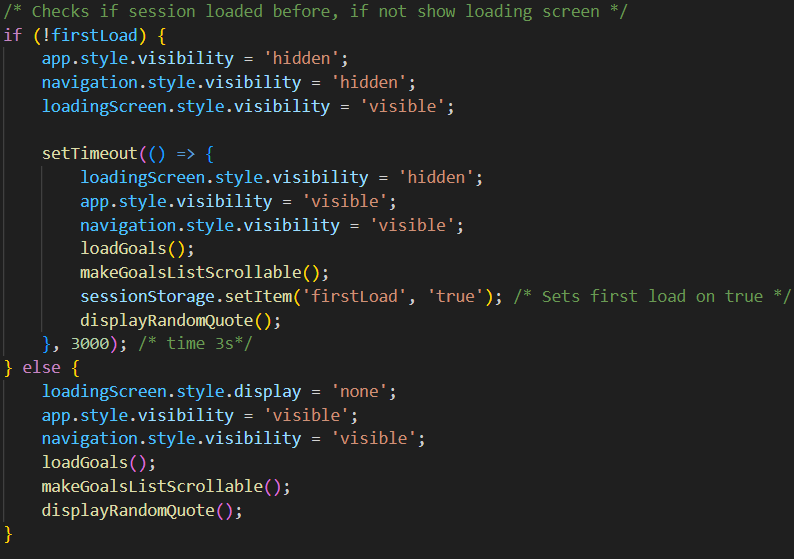 /* Checks if session loaded before, if not show loading screen */
if (!firstLoad) {
    app.style.visibility = 'hidden';
    navigation.style.visibility = 'hidden';
    loadingScreen.style.visibility = 'visible';

    setTimeout(() => {
        loadingScreen.style.visibility = 'hidden';
        app.style.visibility = 'visible';
        navigation.style.visibility = 'visible';
        loadGoals();
        makeGoalsListScrollable();
        sessionStorage.setItem('firstLoad', 'true'); /* Sets first load on true */
        displayRandomQuote();
    }, 3000); /* time 3s*/
} else {
    loadingScreen.style.display = 'none';
    app.style.visibility = 'visible';
    navigation.style.visibility = 'visible';
    loadGoals();
    makeGoalsListScrollable();
    displayRandomQuote();
}